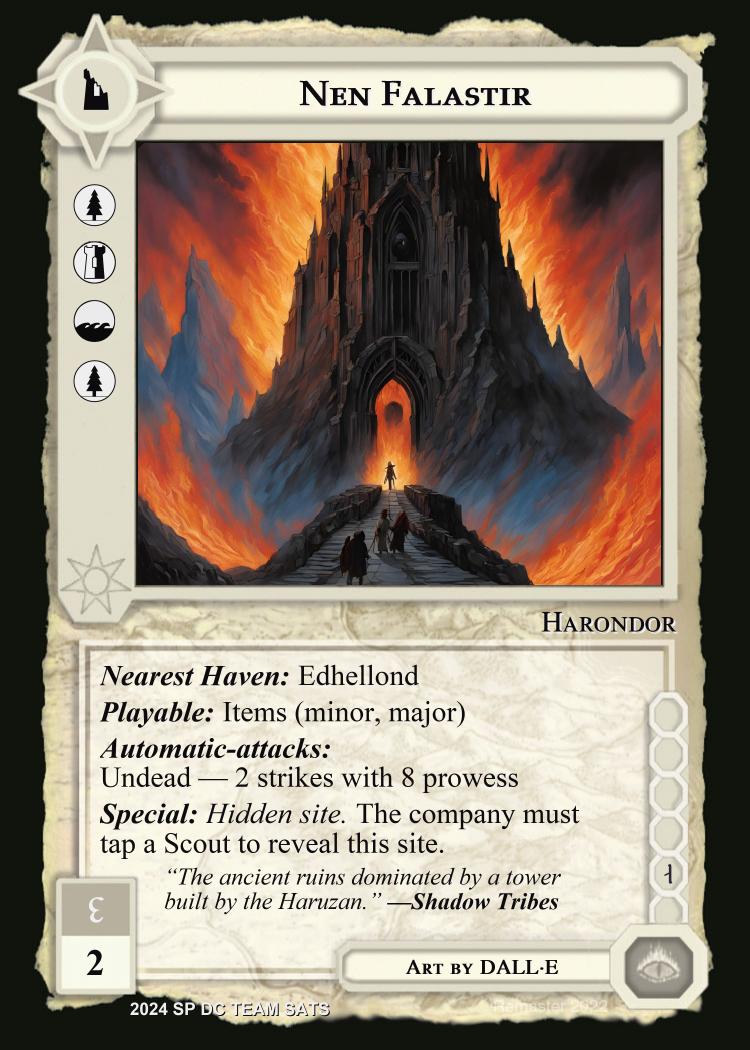 Nen Falastir
Harondor
Nearest Haven: Edhellond
Playable: Items (minor, major)
Automatic-attacks:
Undead — 2 strikes with 8 prowess
Special: Hidden site. The company must
tap a Scout to reveal this site.
“The ancient ruins dominated by a tower
built by the Haruzan.” —Shadow Tribes
2
Art by DALL·E
2024 SP DC TEAM SATS
Remaster 2022